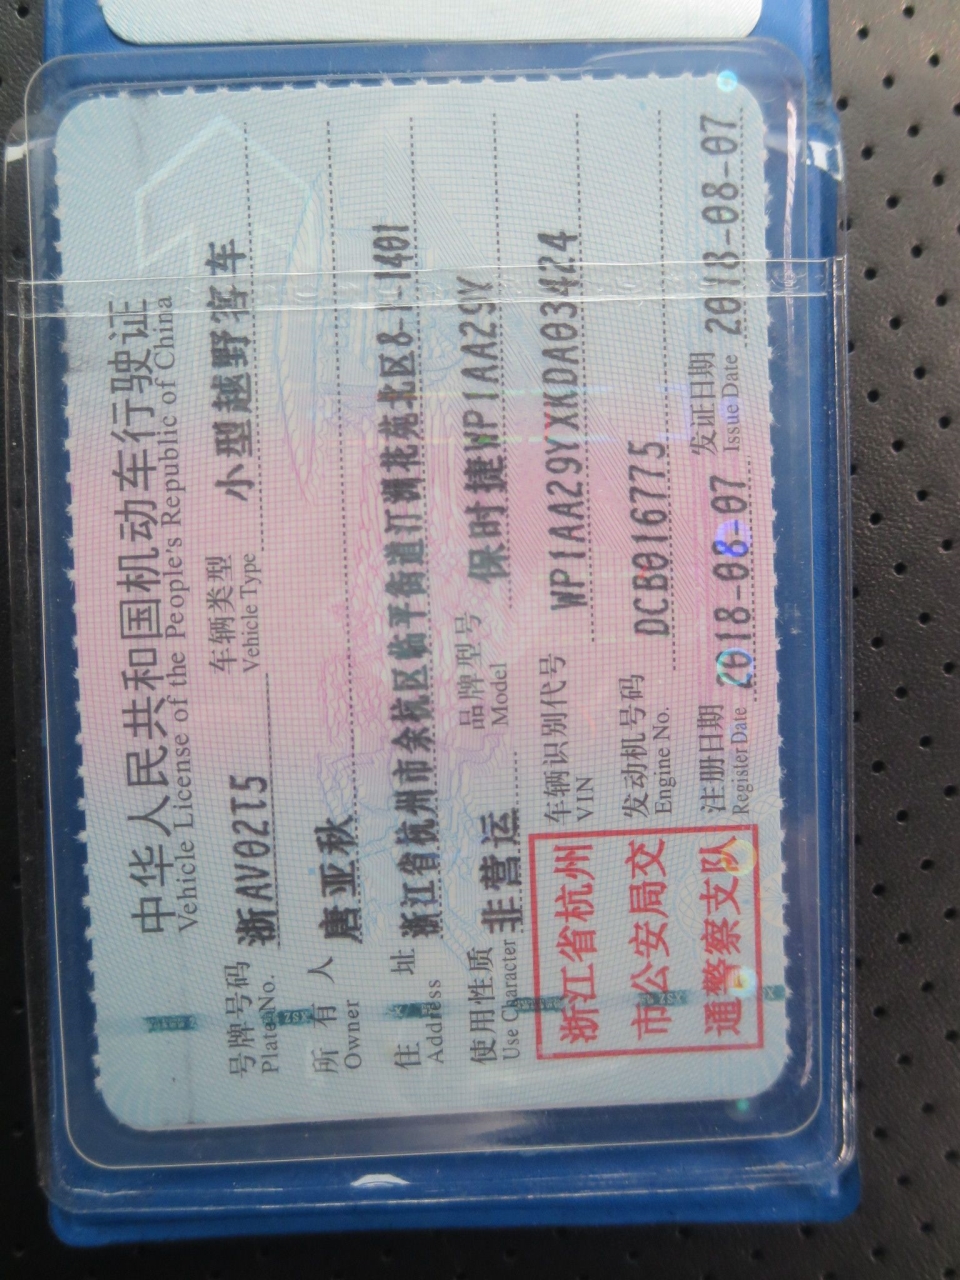 中华人民共和国机动车行驶证
Vehicle License of the People's Republic of China
号牌号码 浙AV02T5 车辆类型 小型越野客车
Plate No. Vehicle Type
所有人 唐亚秋
Owner
住址 浙江省杭州市余杭区临平街道汀洲花苑北区8-1-1401
Address
使用性质 非营运 品牌型号 保时捷WP1AA29Y
Use Character Model
车辆识别代号 WP1AA29YXKDA03424
VIN
发动机号码 DCB016775
Engine No.
注册日期 2018-08-07 发证日期 2018-08-07
Register Date Issue Date
浙江省杭州
市公安局交
通警察支队